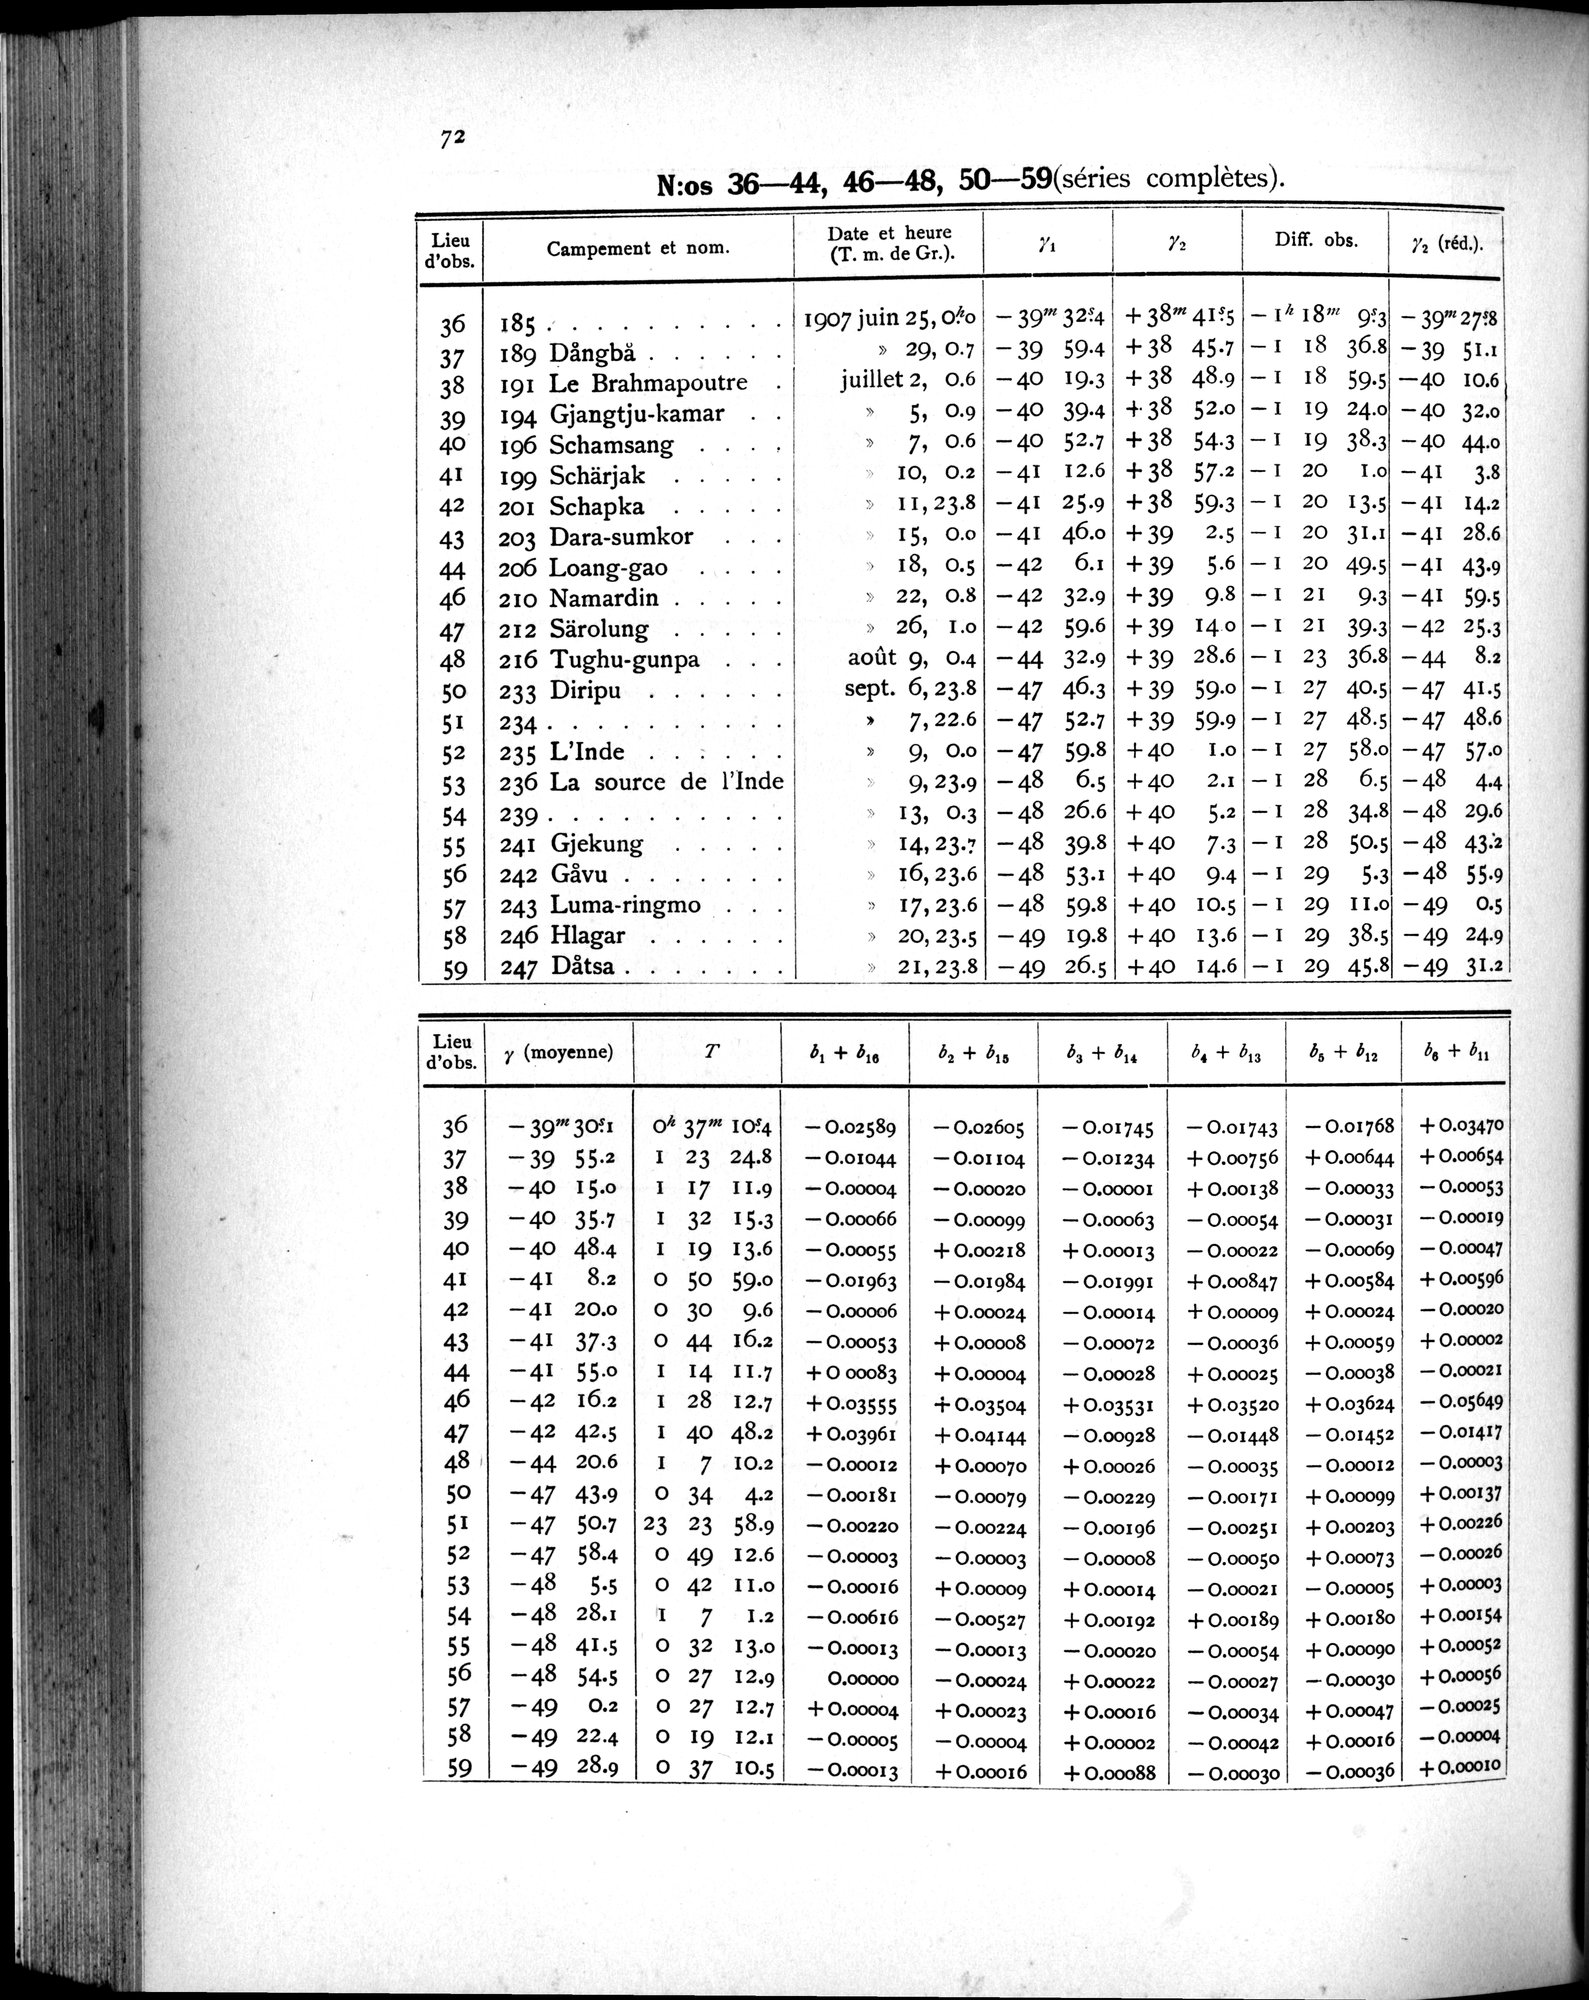 72
N:os 36—44, 46—48, 50—59(séries complètes).
Lieu d'obs. Campement et nom. Date et heure (T. m. de Gr.). γ₁ γ₂ Diff. obs. γ₂ (réd.).
36 185 . . . . . . . . . . 1907 juin 25, 0ʰ.0 −39ᵐ 32ˢ.4 +38ᵐ 41ˢ.5 −1ʰ 18ᵐ 9ˢ.3 −39ᵐ 27ˢ.8
37 189 Dångbä . . . . . . » 29, 0.7 −39 59.4 +38 45.7 −1 18 36.8 −39 51.1
38 191 Le Brahmapoutre . juillet 2, 0.6 −40 19.3 +38 48.9 −1 18 59.5 −40 10.6
39 194 Gjangtju-kamar . . » 5, 0.9 −40 39.4 +38 52.0 −1 19 24.0 −40 32.0
40 196 Schamsang . . . . » 7, 0.6 −40 52.7 +38 54.3 −1 19 38.3 −40 44.0
41 199 Schärjak . . . . . » 10, 0.2 −41 12.6 +38 57.2 −1 20 1.0 −41 3.8
42 201 Schapka . . . . . » 11, 23.8 −41 25.9 +38 59.3 −1 20 13.5 −41 14.2
43 203 Dara-sumkor . . . » 15, 0.0 −41 46.0 +39 2.5 −1 20 31.1 −41 28.6
44 206 Loang-gao . . . . » 18, 0.5 −42 6.1 +39 5.6 −1 20 49.5 −41 43.9
46 210 Namardin . . . . . » 22, 0.8 −42 32.9 +39 9.8 −1 21 9.3 −41 59.5
47 212 Särolung . . . . . » 26, 1.0 −42 59.6 +39 14 0 −1 21 39.3 −42 25.3
48 216 Tughu-gunpa . . . août 9, 0.4 −44 32.9 +39 28.6 −1 23 36.8 −44 8.2
50 233 Diripu . . . . . . sept. 6, 23.8 −47 46.3 +39 59.0 −1 27 40.5 −47 41.5
51 234 . . . . . . . . . . » 7, 22.6 −47 52.7 +39 59.9 −1 27 48.5 −47 48.6
52 235 L'Inde . . . . . . » 9, 0.0 −47 59.8 +40 1.0 −1 27 58.0 −47 57.0
53 236 La source de l'Inde » 9, 23.9 −48 6.5 +40 2.1 −1 28 6.5 −48 4.4
54 239 . . . . . . . . . . » 13, 0.3 −48 26.6 +40 5.2 −1 28 34.8 −48 29.6
55 241 Gjekung . . . . . » 14, 23.7 −48 39.8 +40 7.3 −1 28 50.5 −48 43.2
56 242 Gåvu . . . . . . . » 16, 23.6 −48 53.1 +40 9.4 −1 29 5.3 −48 55.9
57 243 Luma-ringmo . . . » 17, 23.6 −48 59.8 +40 10.5 −1 29 11.0 −49 0.5
58 246 Hlagar . . . . . . » 20, 23.5 −49 19.8 +40 13.6 −1 29 38.5 −49 24.9
59 247 Dåtsa . . . . . . . » 21, 23.8 −49 26.5 +40 14.6 −1 29 45.8 −49 31.2
Lieu d'obs. γ (moyenne) T b₁ + b₁₆ b₂ + b₁₅ b₃ + b₁₄ b₄ + b₁₃ b₅ + b₁₂ b₆ + b₁₁
36 −39ᵐ 30ˢ.1 0ʰ 37ᵐ 10ˢ.4 −0.02589 −0.02605 −0.01745 −0.01743 −0.01768 +0.03470
37 −39 55.2 1 23 24.8 −0.01044 −0.01104 −0.01234 +0.00756 +0.00644 +0.00654
38 −40 15.0 1 17 11.9 −0.00004 −0.00020 −0.00001 +0.00138 −0.00033 −0.00053
39 −40 35.7 1 32 15.3 −0.00066 −0.00099 −0.00063 −0.00054 −0.00031 −0.00019
40 −40 48.4 1 19 13.6 −0.00055 +0.00218 +0.00013 −0.00022 −0.00069 −0.00047
41 −41 8.2 0 50 59.0 −0.01963 −0.01984 −0.01991 +0.00847 +0.00584 +0.00596
42 −41 20.0 0 30 9.6 −0.00006 +0.00024 −0.00014 +0.00009 +0.00024 −0.00020
43 −41 37.3 0 44 16.2 −0.00053 +0.00008 −0.00072 −0.00036 +0.00059 +0.00002
44 −41 55.0 1 14 11.7 +0 00083 +0.00004 −0.00028 +0.00025 −0.00038 −0.00021
46 −42 16.2 1 28 12.7 +0.03555 +0.03504 +0.03531 +0.03520 +0.03624 −0.05649
47 −42 42.5 1 40 48.2 +0.03961 +0.04144 −0.00928 −0.01448 −0.01452 −0.01417
48 −44 20.6 1 7 10.2 −0.00012 +0.00070 +0.00026 −0.00035 −0.00012 −0.00003
50 −47 43.9 0 34 4.2 −0.00181 −0.00079 −0.00229 −0.00171 +0.00099 +0.00137
51 −47 50.7 23 23 58.9 −0.00220 −0.00224 −0.00196 −0.00251 +0.00203 +0.00226
52 −47 58.4 0 49 12.6 −0.00003 −0.00003 −0.00008 −0.00050 +0.00073 −0.00026
53 −48 5.5 0 42 11.0 −0.00016 +0.00009 +0.00014 −0.00021 −0.00005 +0.00003
54 −48 28.1 1 7 1.2 −0.00616 −0.00527 +0.00192 +0.00189 +0.00180 +0.00154
55 −48 41.5 0 32 13.0 −0.00013 −0.00013 −0.00020 −0.00054 +0.00090 +0.00052
56 −48 54.5 0 27 12.9 0.00000 −0.00024 +0.00022 −0.00027 −0.00030 +0.00056
57 −49 0.2 0 27 12.7 +0.00004 +0.00023 +0.00016 −0.00034 +0.00047 −0.00025
58 −49 22.4 0 19 12.1 −0.00005 −0.00004 +0.00002 −0.00042 +0.00016 −0.00004
59 −49 28.9 0 37 10.5 −0.00013 +0.00016 +0.00088 −0.00030 −0.00036 +0.00010